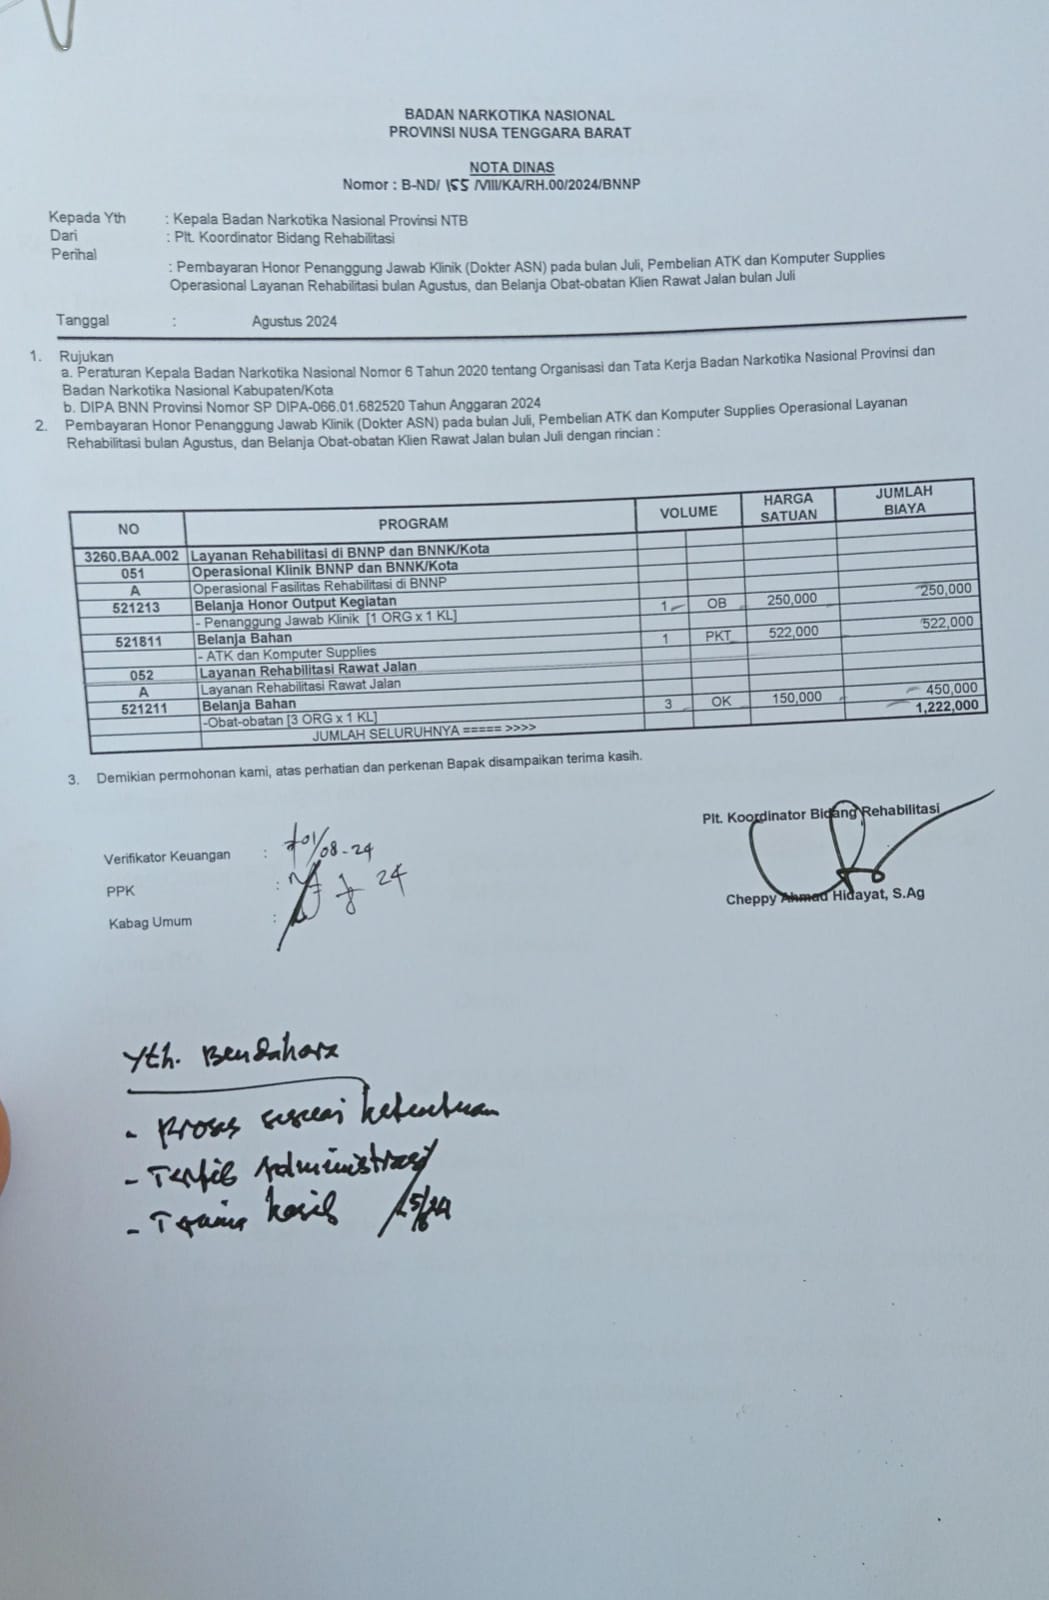 BADAN NARKOTIKA NASIONAL
PROVINSI NUSA TENGGARA BARAT
NOTA DINAS
Nomor : B-ND/ 155 /VIII/KA/RH.00/2024/BNNP
Kepada Yth : Kepala Badan Narkotika Nasional Provinsi NTB
Dari : Plt. Koordinator Bidang Rehabilitasi
Perihal : Pembayaran Honor Penanggung Jawab Klinik (Dokter ASN) pada bulan Juli, Pembelian ATK dan Komputer Supplies
Operasional Layanan Rehabilitasi bulan Agustus, dan Belanja Obat-obatan Klien Rawat Jalan bulan Juli
Tanggal : Agustus 2024
1. Rujukan
a. Peraturan Kepala Badan Narkotika Nasional Nomor 6 Tahun 2020 tentang Organisasi dan Tata Kerja Badan Narkotika Nasional Provinsi dan
Badan Narkotika Nasional Kabupaten/Kota
b. DIPA BNN Provinsi Nomor SP DIPA-066.01.682520 Tahun Anggaran 2024
2. Pembayaran Honor Penanggung Jawab Klinik (Dokter ASN) pada bulan Juli, Pembelian ATK dan Komputer Supplies Operasional Layanan
Rehabilitasi bulan Agustus, dan Belanja Obat-obatan Klien Rawat Jalan bulan Juli dengan rincian :
NO PROGRAM VOLUME HARGA SATUAN JUMLAH BIAYA
3260.BAA.002 Layanan Rehabilitasi di BNNP dan BNNK/Kota
051 Operasional Klinik BNNP dan BNNK/Kota
A Operasional Fasilitas Rehabilitasi di BNNP
521213 Belanja Honor Output Kegiatan
- Penanggung Jawab Klinik [1 ORG x 1 KL] 1 OB 250,000 250,000
521811 Belanja Bahan
- ATK dan Komputer Supplies 1 PKT 522,000 522,000
052 Layanan Rehabilitasi Rawat Jalan
A Layanan Rehabilitasi Rawat Jalan
521211 Belanja Bahan
-Obat-obatan [3 ORG x 1 KL] 3 OK 150,000 450,000
JUMLAH SELURUHNYA ===== >>>> 1,222,000
3. Demikian permohonan kami, atas perhatian dan perkenan Bapak disampaikan terima kasih.
Plt. Koordinator Bidang Rehabilitasi
Verifikator Keuangan : 01/08-24
PPK : 24
Kabag Umum :
Cheppy Ahmad Hidayat, S.Ag
Yth. Bendahara
- Proses sesuai ketentuan
- Tertib Administrasi
- Terima kasih